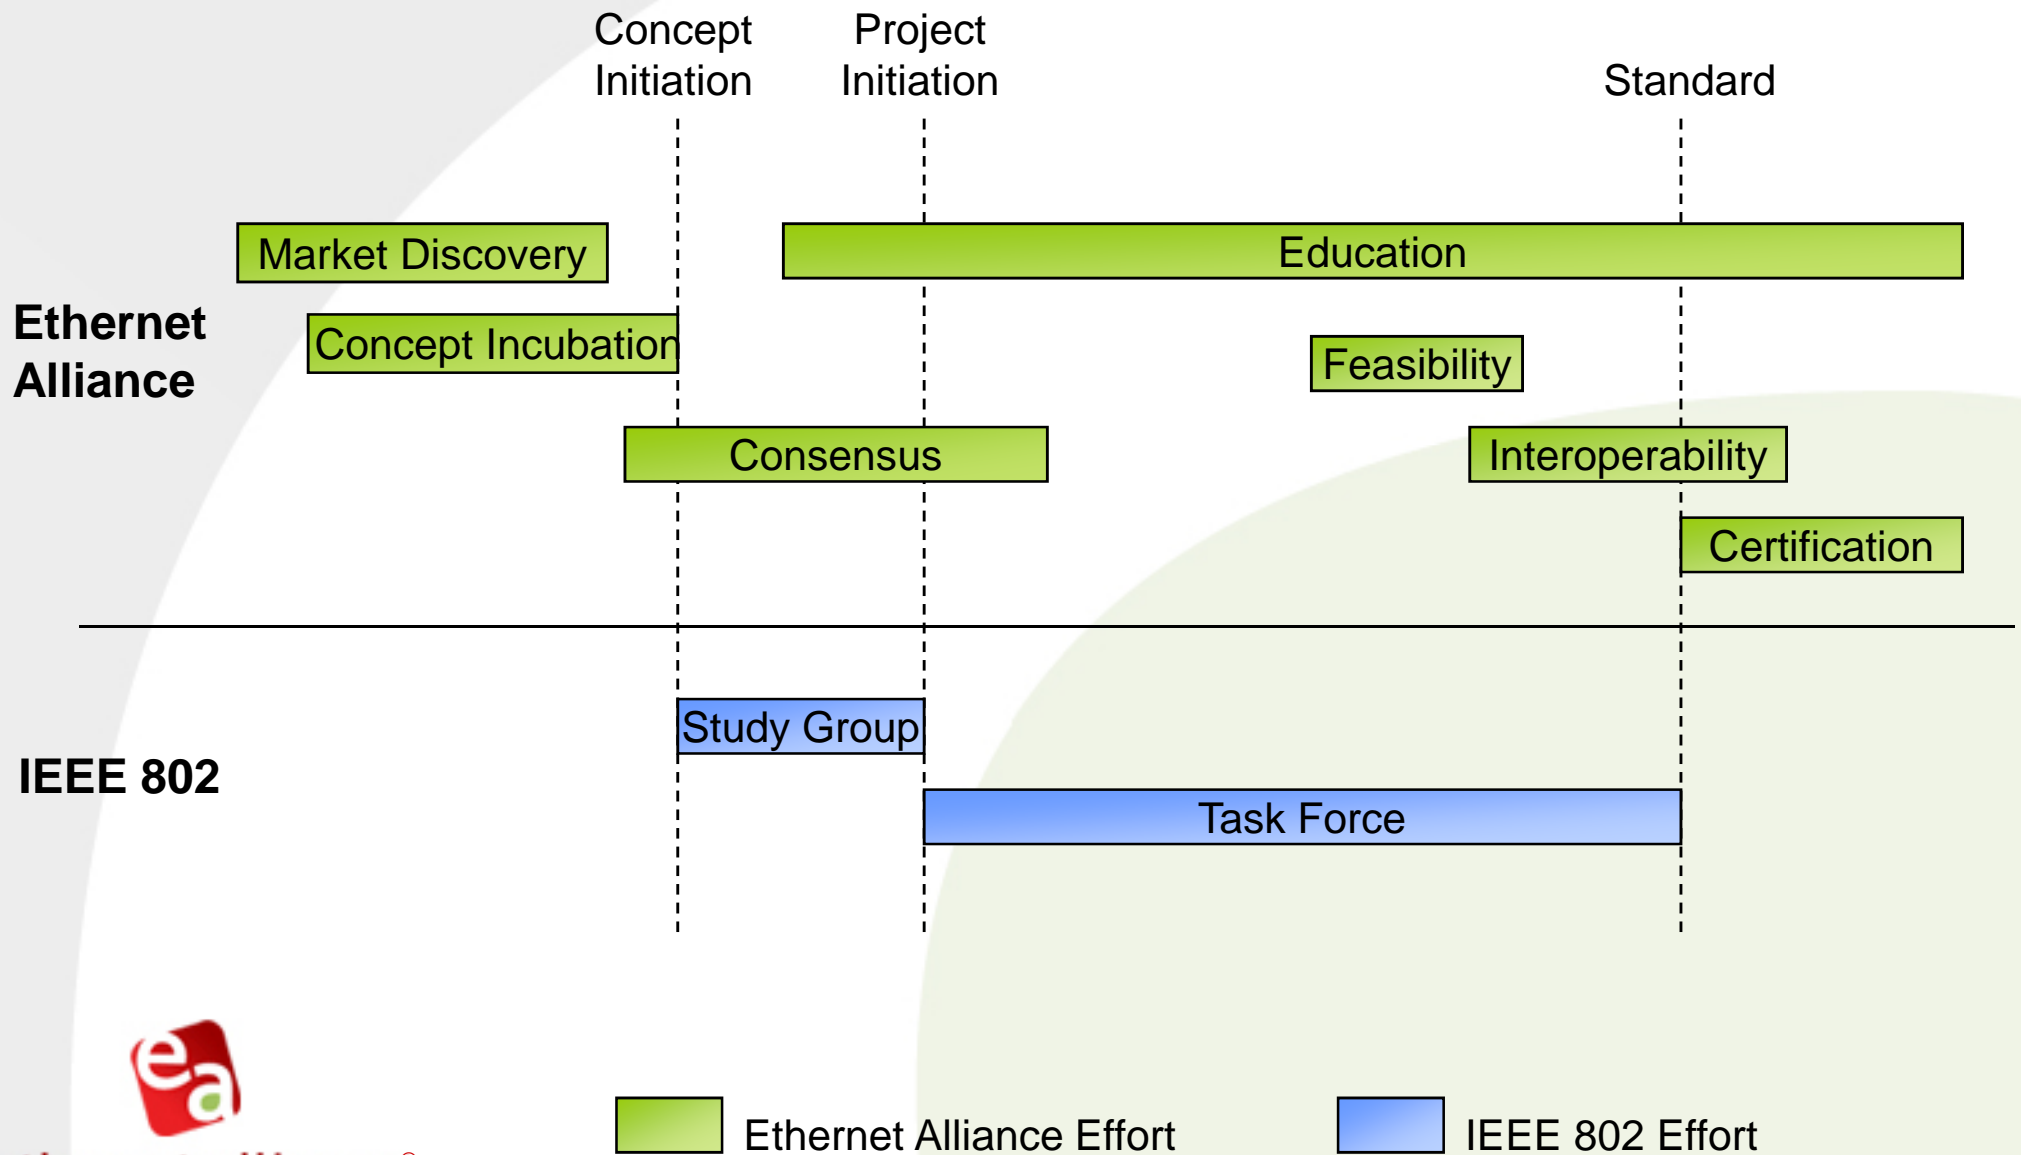 Concept
Initiation
Project
Initiation
Standard
Market Discovery
Education
Ethernet
Alliance
Concept Incubation
Feasibility
Consensus
Interoperability
Certification
Study Group
IEEE 802
Task Force
ea
Ethernet Alliance Effort
IEEE 802 Effort